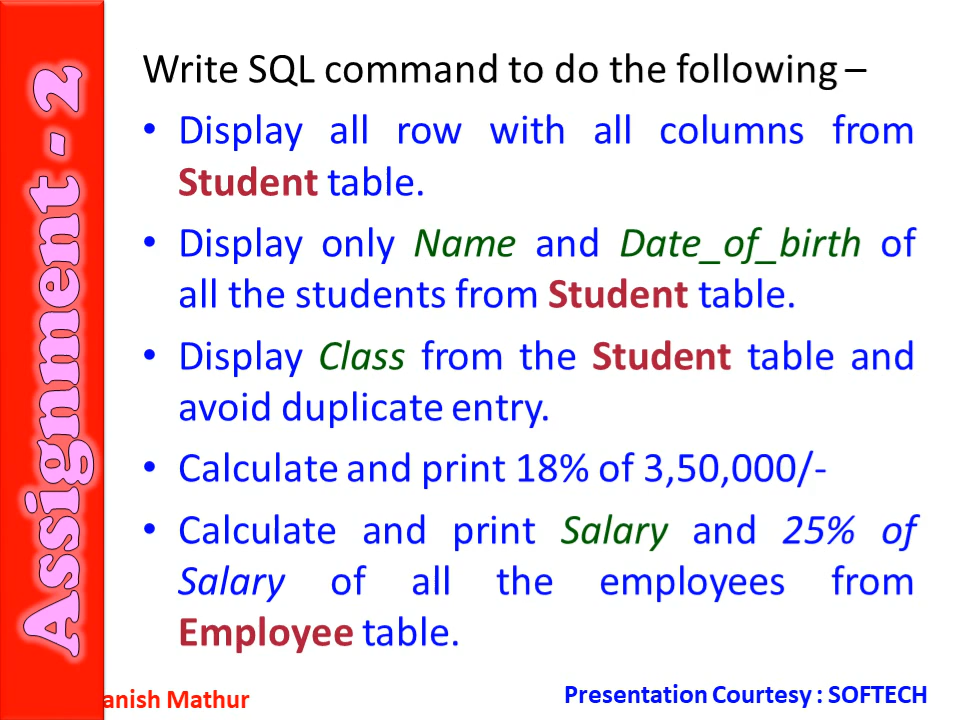 Assignment - 2
Write SQL command to do the following –
• Display all row with all columns from
Student table.
• Display only Name and Date_of_birth of
all the students from Student table.
• Display Class from the Student table and
avoid duplicate entry.
• Calculate and print 18% of 3,50,000/-
• Calculate and print Salary and 25% of
Salary of all the employees from
Employee table.
anish Mathur
Presentation Courtesy : SOFTECH